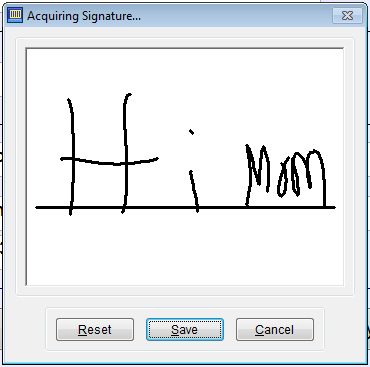 Acquiring Signature...
Hi mom
Reset Save Cancel